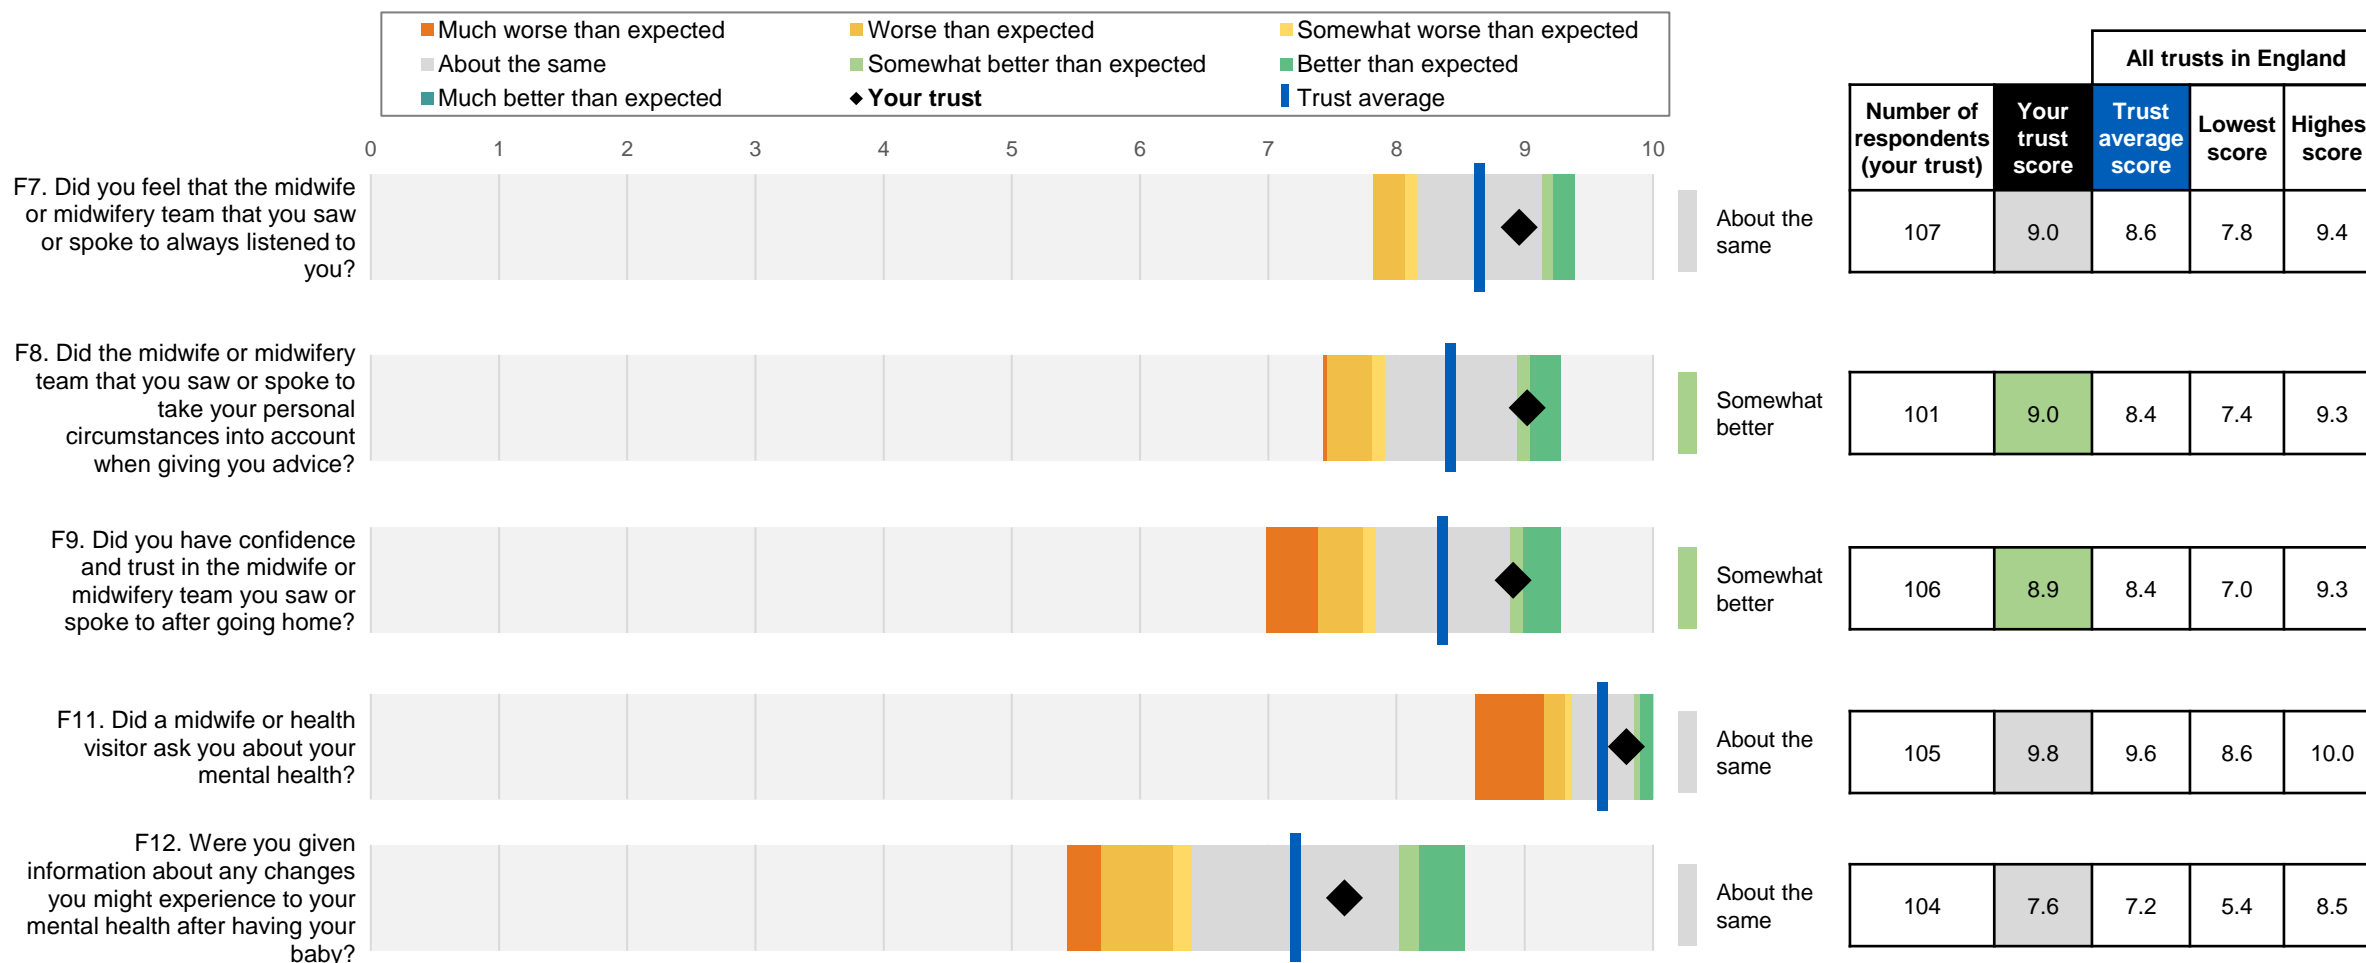 Much worse than expected
Worse than expected
Somewhat worse than expected
About the same
Somewhat better than expected
Better than expected
Much better than expected
Your trust
Trust average
All trusts in England
Number of
respondents
(your trust)
Your
trust
score
Trust
average
score
Lowest
score
Highes
score
0 1 2 3 4 5 6 7 8 9 10
F7. Did you feel that the midwife
or midwifery team that you saw
or spoke to always listened to
you?
About the
same
107 9.0 8.6 7.8 9.4
F8. Did the midwife or midwifery
team that you saw or spoke to
take your personal
circumstances into account
when giving you advice?
Somewhat
better
101 9.0 8.4 7.4 9.3
F9. Did you have confidence
and trust in the midwife or
midwifery team you saw or
spoke to after going home?
Somewhat
better
106 8.9 8.4 7.0 9.3
F11. Did a midwife or health
visitor ask you about your
mental health?
About the
same
105 9.8 9.6 8.6 10.0
F12. Were you given
information about any changes
you might experience to your
mental health after having your
baby?
About the
same
104 7.6 7.2 5.4 8.5